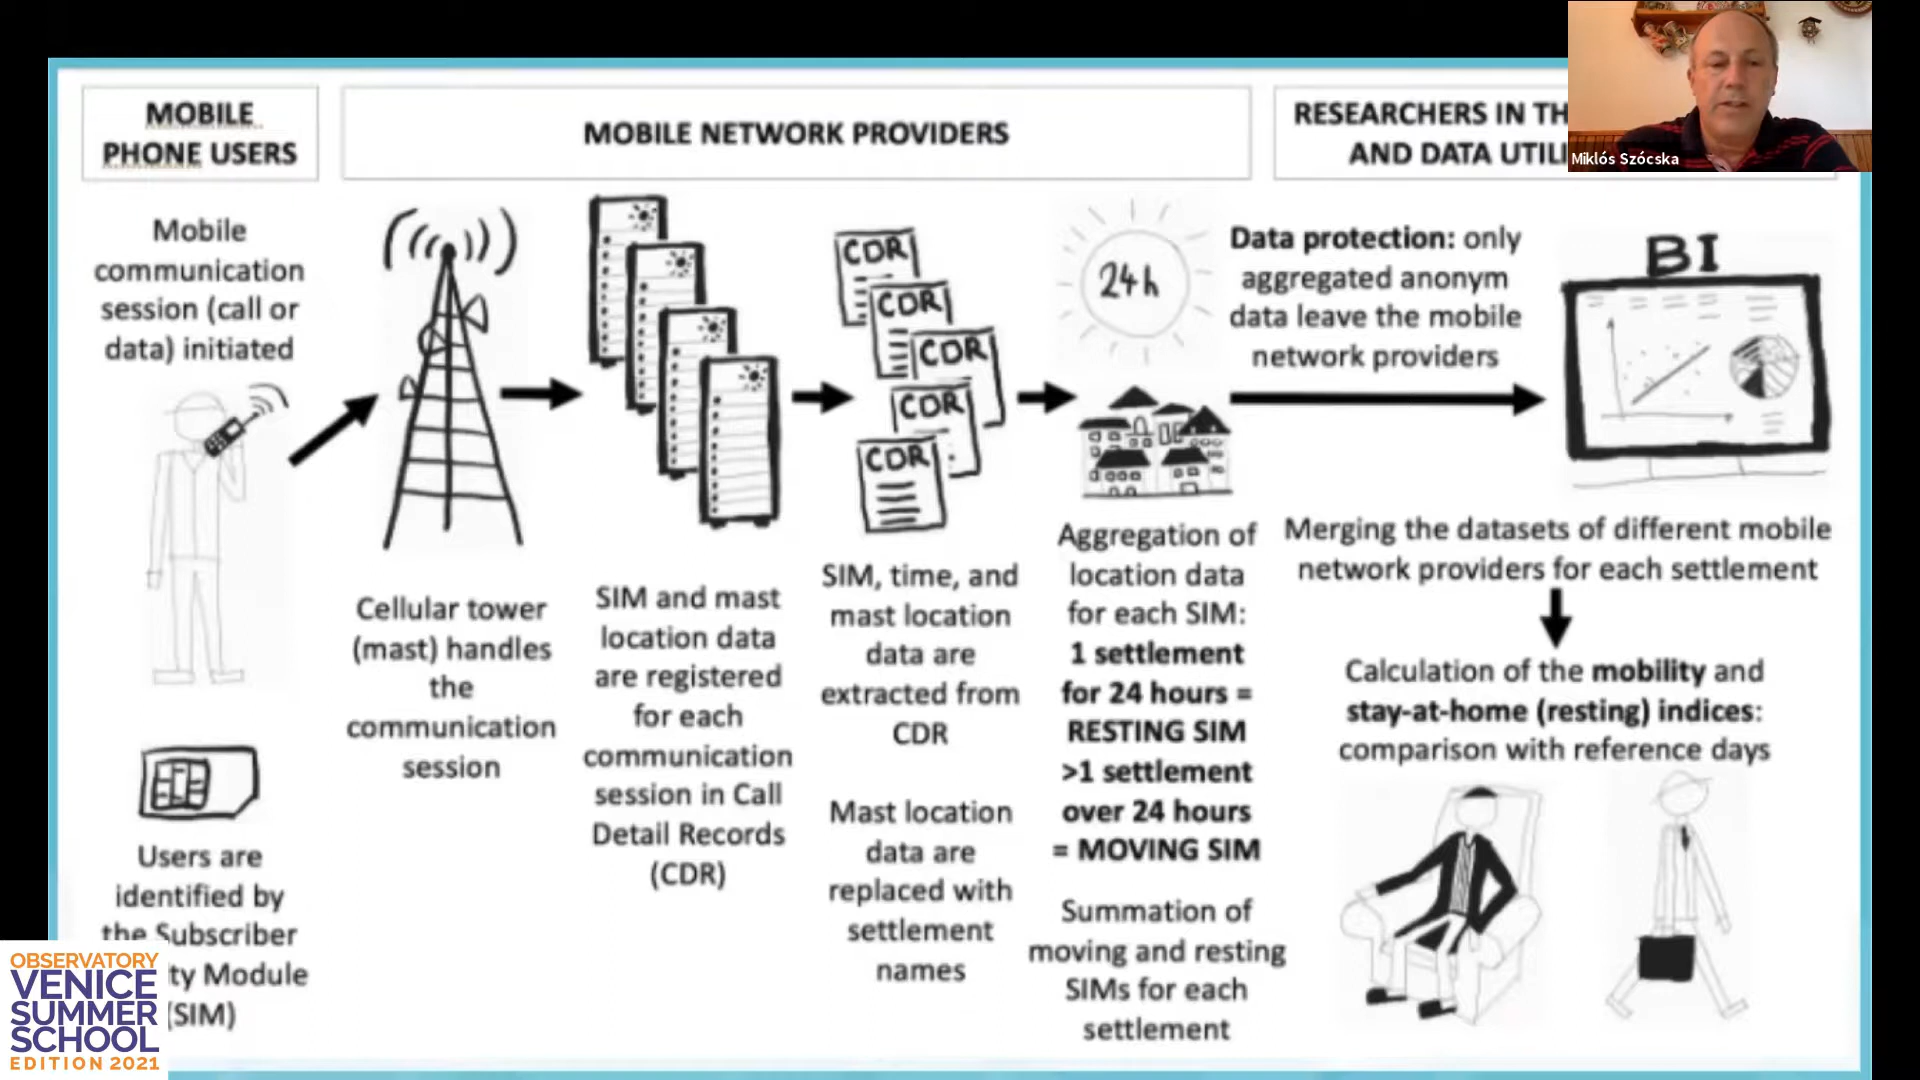 MOBILE
PHONE USERS
MOBILE NETWORK PROVIDERS
RESEARCHERS IN
AND DATA
Miklós Szócska
Mobile
communication
session (call or
data) initiated
Users are
identified by
the Subscriber
Module
(SIM)
Cellular tower
(mast) handles
the
communication
session
SIM and mast
location data
are registered
for each
communication
session in Call
Detail Records
(CDR)
CDR
CDR
CDR
CDR
CDR
SIM, time, and
mast location
data are
extracted from
CDR
Mast location
data are
replaced with
settlement
names
24h
Aggregation of
location data
for each SIM:
1 settlement
for 24 hours =
RESTING SIM
>1 settlement
over 24 hours
= MOVING SIM
Summation of
moving and resting
SIMs for each
settlement
Data protection: only
aggregated anonym
data leave the mobile
network providers
BI
Merging the datasets of different mobile
network providers for each settlement
Calculation of the mobility and
stay-at-home (resting) indices:
comparison with reference days
OBSERVATORY
VENICE
SUMMER
SCHOOL
EDITION 2021